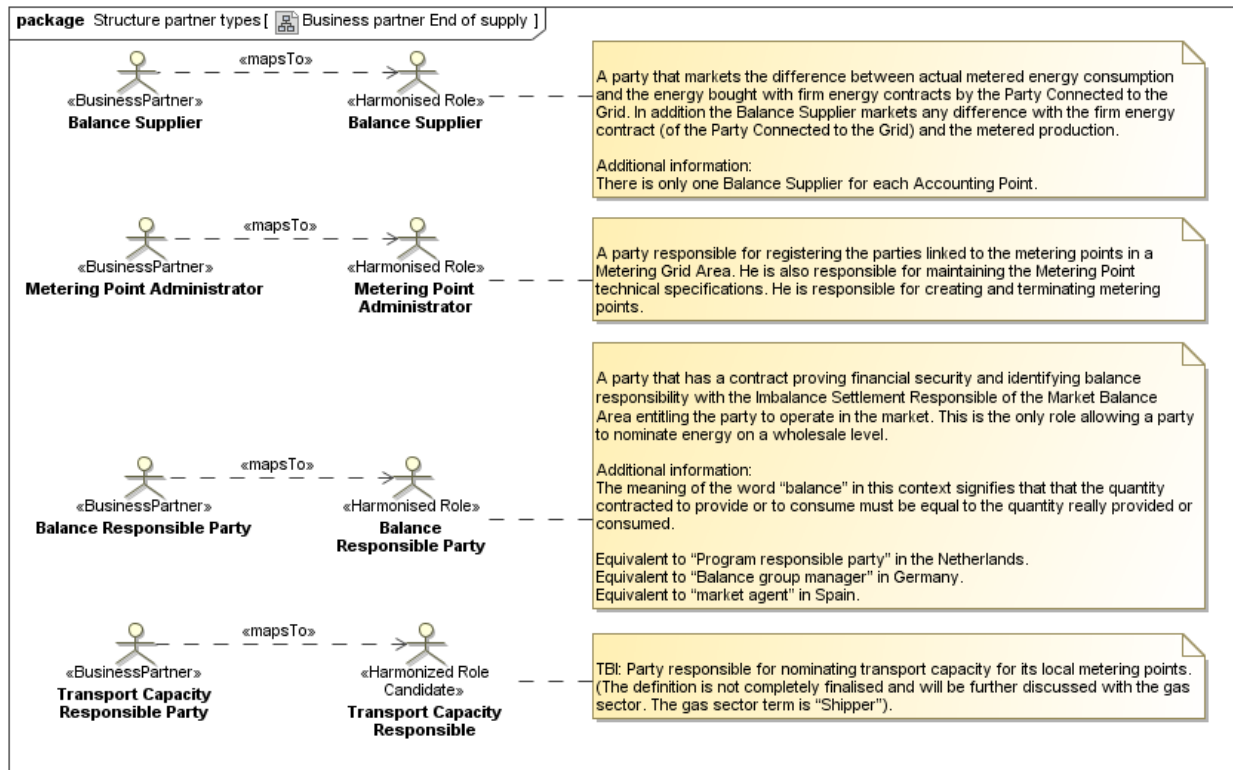 package Structure partner types [ Business partner End of supply ]
«mapsTo»
«BusinessPartner»
Balance Supplier
«Harmonised Role»
Balance Supplier
A party that markets the difference between actual metered energy consumption
and the energy bought with firm energy contracts by the Party Connected to the
Grid. In addition the Balance Supplier markets any difference with the firm energy
contract (of the Party Connected to the Grid) and the metered production.
Additional information:
There is only one Balance Supplier for each Accounting Point.
«mapsTo»
«BusinessPartner»
Metering Point Administrator
«Harmonised Role»
Metering Point
Administrator
A party responsible for registering the parties linked to the metering points in a
Metering Grid Area. He is also responsible for maintaining the Metering Point
technical specifications. He is responsible for creating and terminating metering
points.
«mapsTo»
«BusinessPartner»
Balance Responsible Party
«Harmonised Role»
Balance
Responsible Party
A party that has a contract proving financial security and identifying balance
responsibility with the Imbalance Settlement Responsible of the Market Balance
Area entitling the party to operate in the market. This is the only role allowing a party
to nominate energy on a wholesale level.
Additional information:
The meaning of the word “balance” in this context signifies that that the quantity
contracted to provide or to consume must be equal to the quantity really provided or
consumed.
Equivalent to “Program responsible party” in the Netherlands.
Equivalent to “Balance group manager” in Germany.
Equivalent to “market agent” in Spain.
«mapsTo»
«BusinessPartner»
Transport Capacity
Responsible Party
«Harmonized Role
Candidate»
Transport Capacity
Responsible
TBI: Party responsible for nominating transport capacity for its local metering points.
(The definition is not completely finalised and will be further discussed with the gas
sector. The gas sector term is “Shipper”).